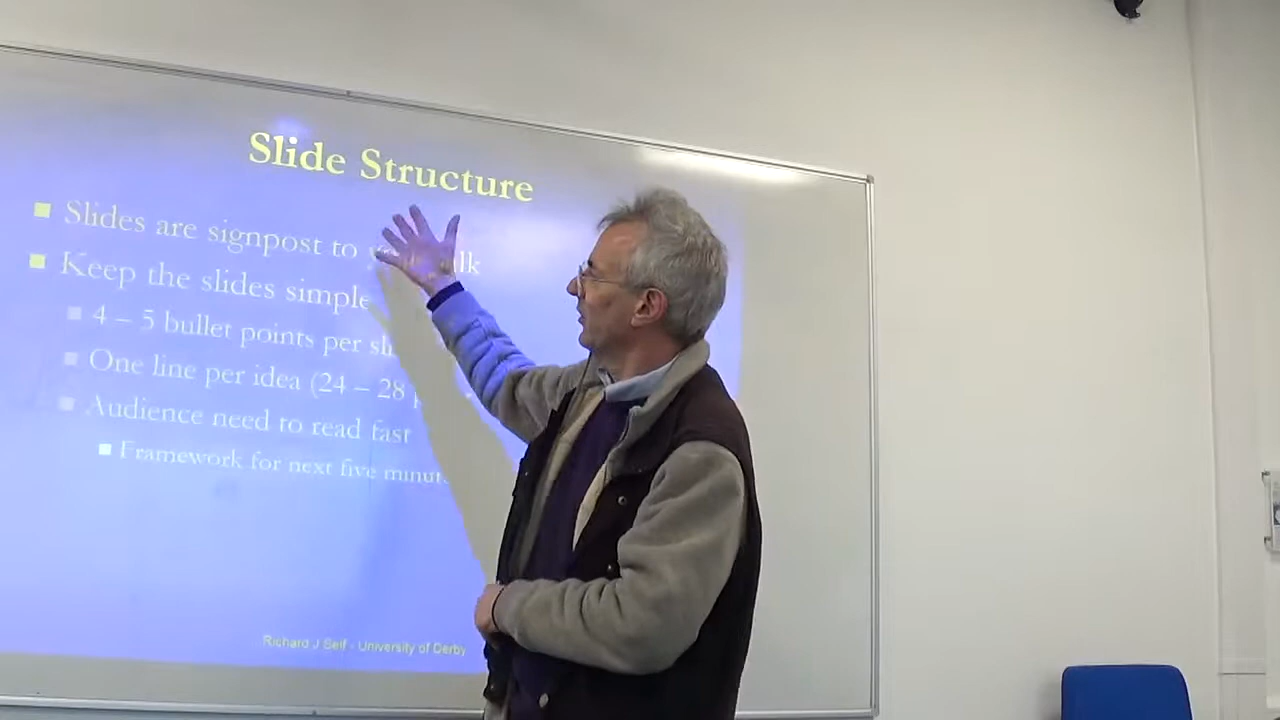 Slide Structure
Slides are signpost to talk
Keep the slides simple
4 – 5 bullet points per
One line per idea (24 – 28
Audience need to read fast
Framework for next five
Richard J Self - University of Derby